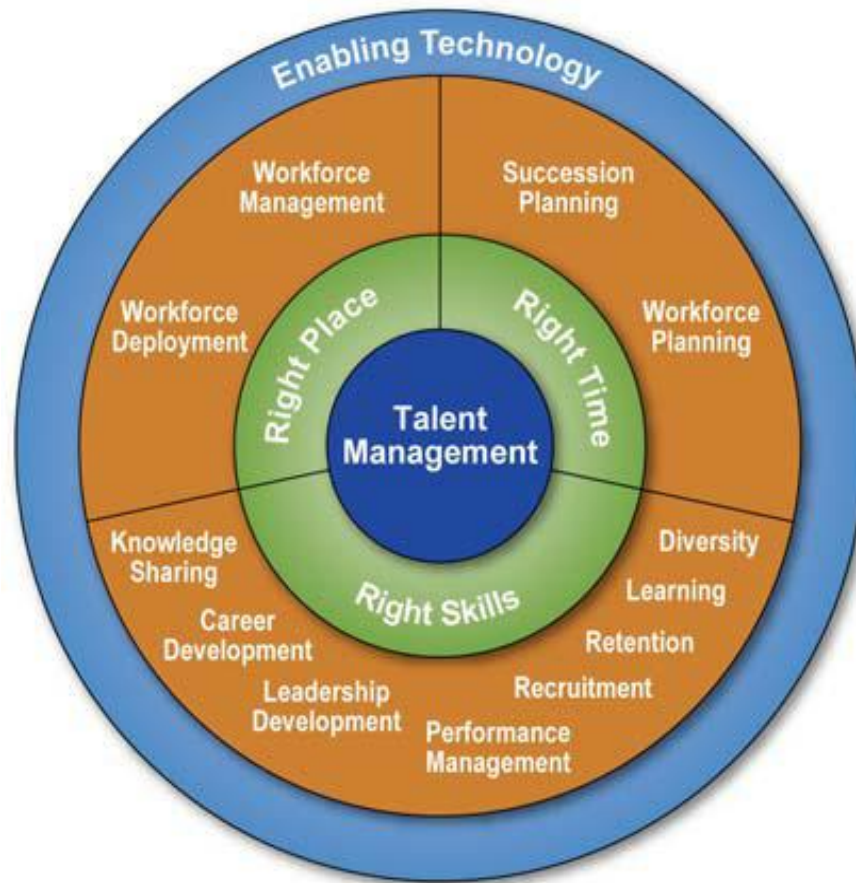 Enabling Technology
Workforce
Management
Succession
Planning
Workforce
Deployment
Workforce
Planning
Right Place
Right Time
Talent
Management
Right Skills
Knowledge
Sharing
Career
Development
Leadership
Development
Performance
Management
Recruitment
Retention
Learning
Diversity